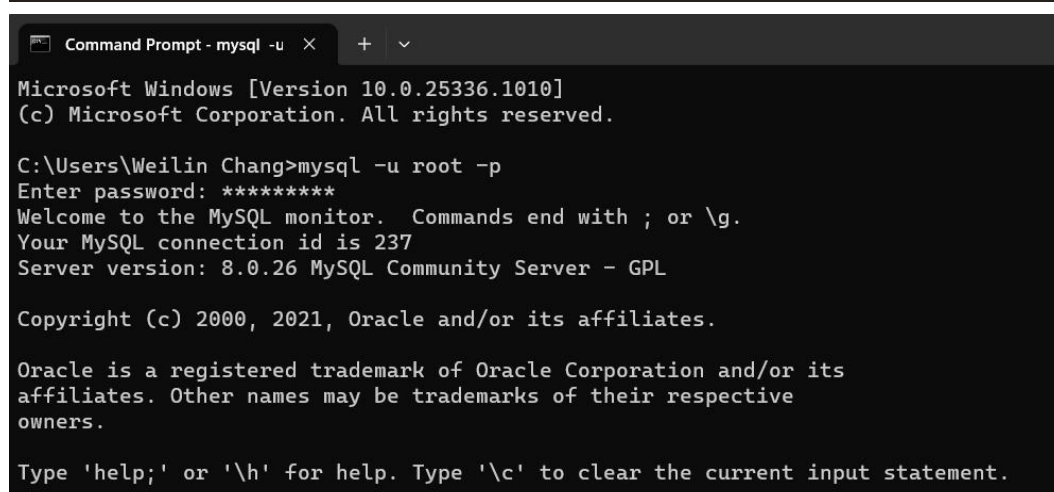 Command Prompt - mysql -u
Microsoft Windows [Version 10.0.25336.1010]
(c) Microsoft Corporation. All rights reserved.
C:\Users\Weilin Chang>mysql -u root -p
Enter password: *********
Welcome to the MySQL monitor.  Commands end with ; or \g.
Your MySQL connection id is 237
Server version: 8.0.26 MySQL Community Server - GPL
Copyright (c) 2000, 2021, Oracle and/or its affiliates.
Oracle is a registered trademark of Oracle Corporation and/or its
affiliates. Other names may be trademarks of their respective
owners.
Type 'help;' or '\h' for help. Type '\c' to clear the current input statement.